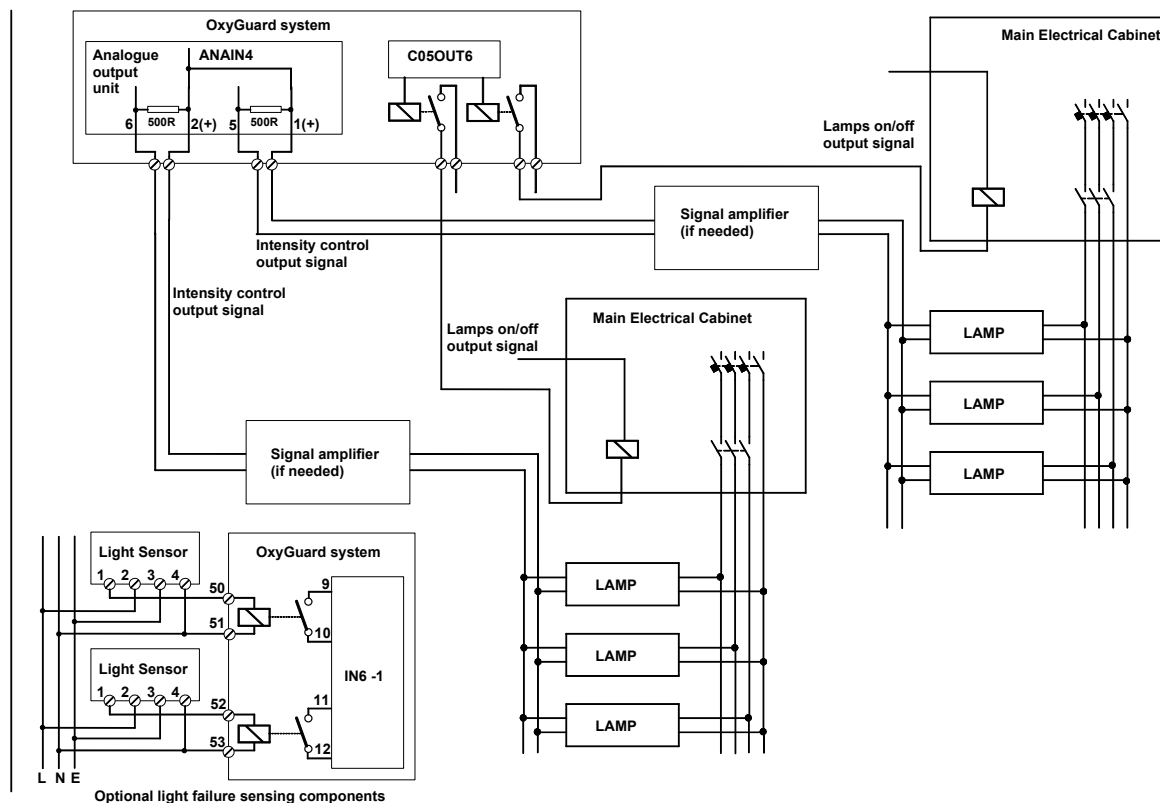 OxyGuard system
Analogue
output
unit
ANAIN4
500R
500R
6
2(+)
5
1(+)
C05OUT6
Main Electrical Cabinet
Lamps on/off
output signal
Signal amplifier
(if needed)
Intensity control
output signal
Intensity control
output signal
LAMP
LAMP
LAMP
Main Electrical Cabinet
Lamps on/off
output signal
Signal amplifier
(if needed)
LAMP
LAMP
LAMP
Light Sensor
1 2 3 4
OxyGuard system
50
51
9
10
Light Sensor
1 2 3 4
52
53
11
12
IN6 -1
L N E
Optional light failure sensing components